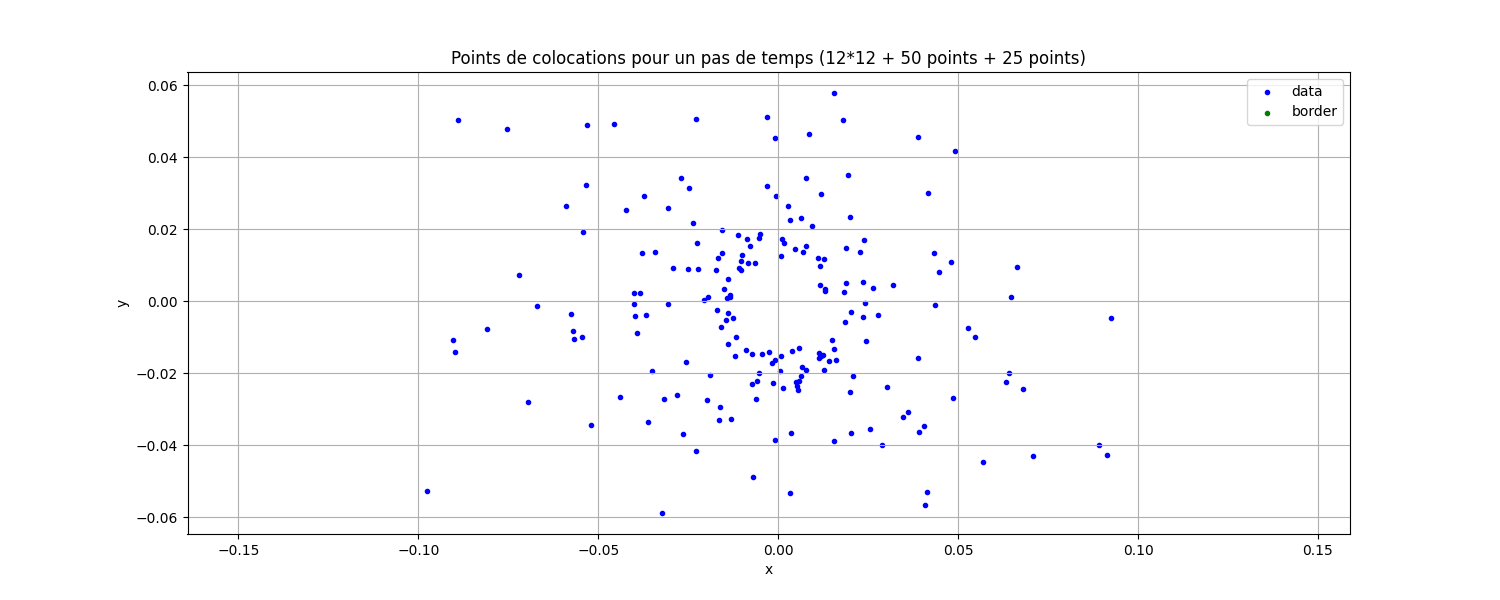 Points de colocations pour un pas de temps (12*12 + 50 points + 25 points)
data
border
0.06
0.04
0.02
0.00
−0.02
−0.04
−0.06
y
−0.15
−0.10
−0.05
0.00
0.05
0.10
0.15
x